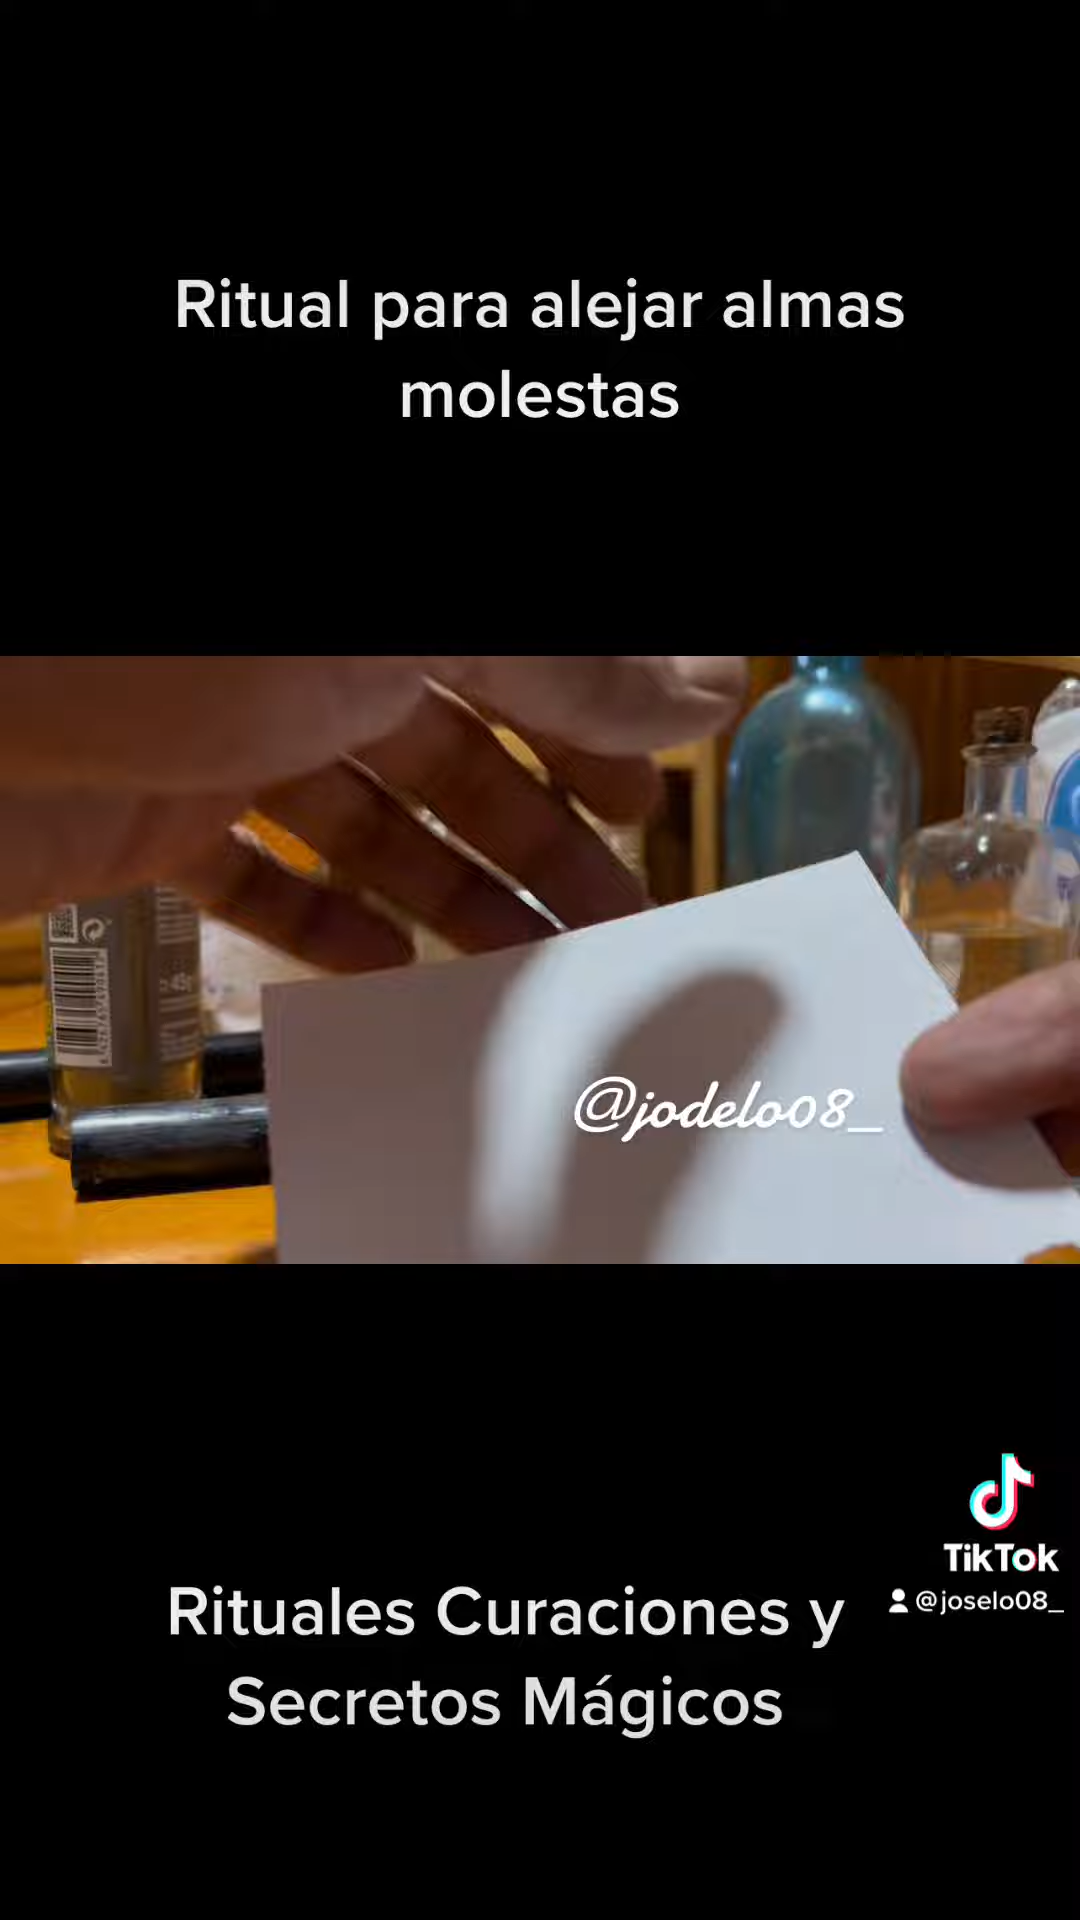 Ritual para alejar almas
molestas
@jodelo08_
TikTok
@joselo08_
Rituales Curaciones y
Secretos Mágicos